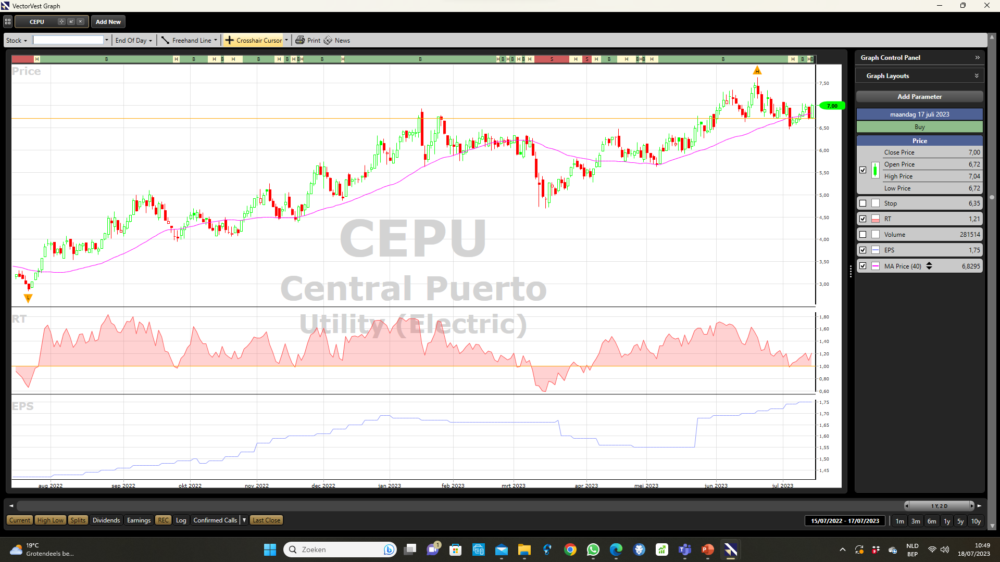 VectorVest Graph
CEPU
Add New
Stock
End Of Day
Freehand Line
Crosshair Cursor
Print
News
H B H B H B H B H B H B H B H B H B H B H B H S H S H B H B H B H B H B H B
Price
H
7,50
7,00
6,50
6,00
5,50
5,00
4,50
4,00
3,50
3,00
L
CEPU
Central Puerto
Utility (Electric)
RT
1,80
1,60
1,40
1,20
1,00
0,80
0,60
EPS
1,75
1,70
1,65
1,60
1,55
1,50
1,45
aug 2022 sep 2022 okt 2022 nov 2022 dec 2022 jan 2023 feb 2023 mrt 2023 apr 2023 mei 2023 jun 2023 jul 2023
Graph Control Panel
Graph Layouts
Add Parameter
maandag 17 juli 2023
Buy
Price
Close Price 7,00
Open Price 6,72
High Price 7,04
Low Price 6,72
Stop 6,35
RT 1,21
Volume 281514
EPS 1,75
MA Price (40) 6,8295
1 Y, 2 D
Current High Low Splits Dividends Earnings REC Log Confirmed Calls Last Close
15/07/2022 - 17/07/2023 1m 3m 6m 1y 5y 10y
19°C
Grotendeels be...
Zoeken
1
9
NLD
BEP
10:49
18/07/2023